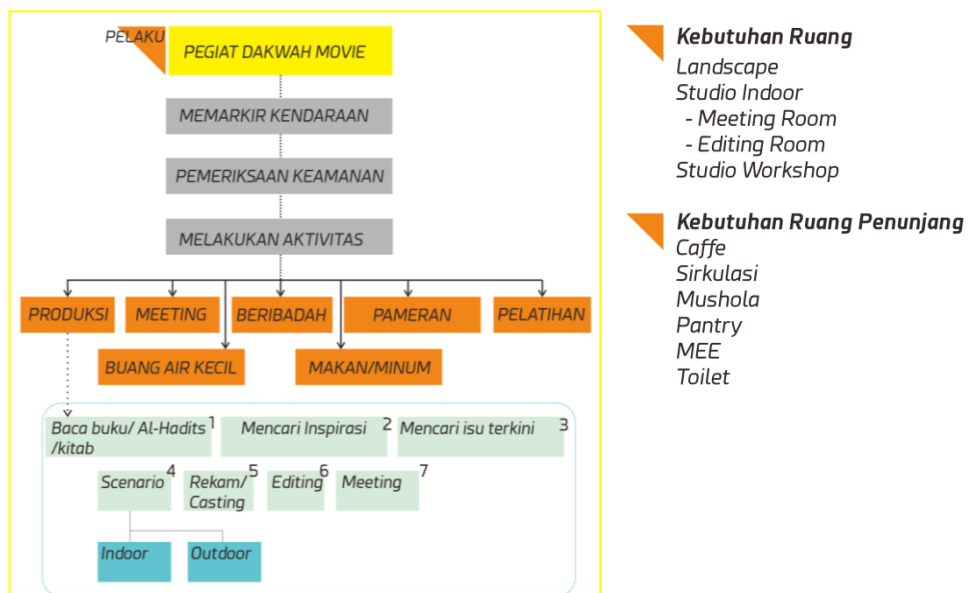 PELAKU
PEGIAT DAKWAH MOVIE
MEMARKIR KENDARAAN
PEMERIKSAAN KEAMANAN
MELAKUKAN AKTIVITAS
PRODUKSI
MEETING
BERIBADAH
PAMERAN
PELATIHAN
BUANG AIR KECIL
MAKAN/MINUM
Baca buku/ Al-Hadits 1
/kitab
Mencari Inspirasi 2
Mencari isu terkini 3
Scenario 4
Rekam/ 5
Casting
Editing 6
Meeting 7
Indoor
Outdoor
Kebutuhan Ruang
Landscape
Studio Indoor
- Meeting Room
- Editing Room
Studio Workshop
Kebutuhan Ruang Penunjang
Caffe
Sirkulasi
Mushola
Pantry
MEE
Toilet